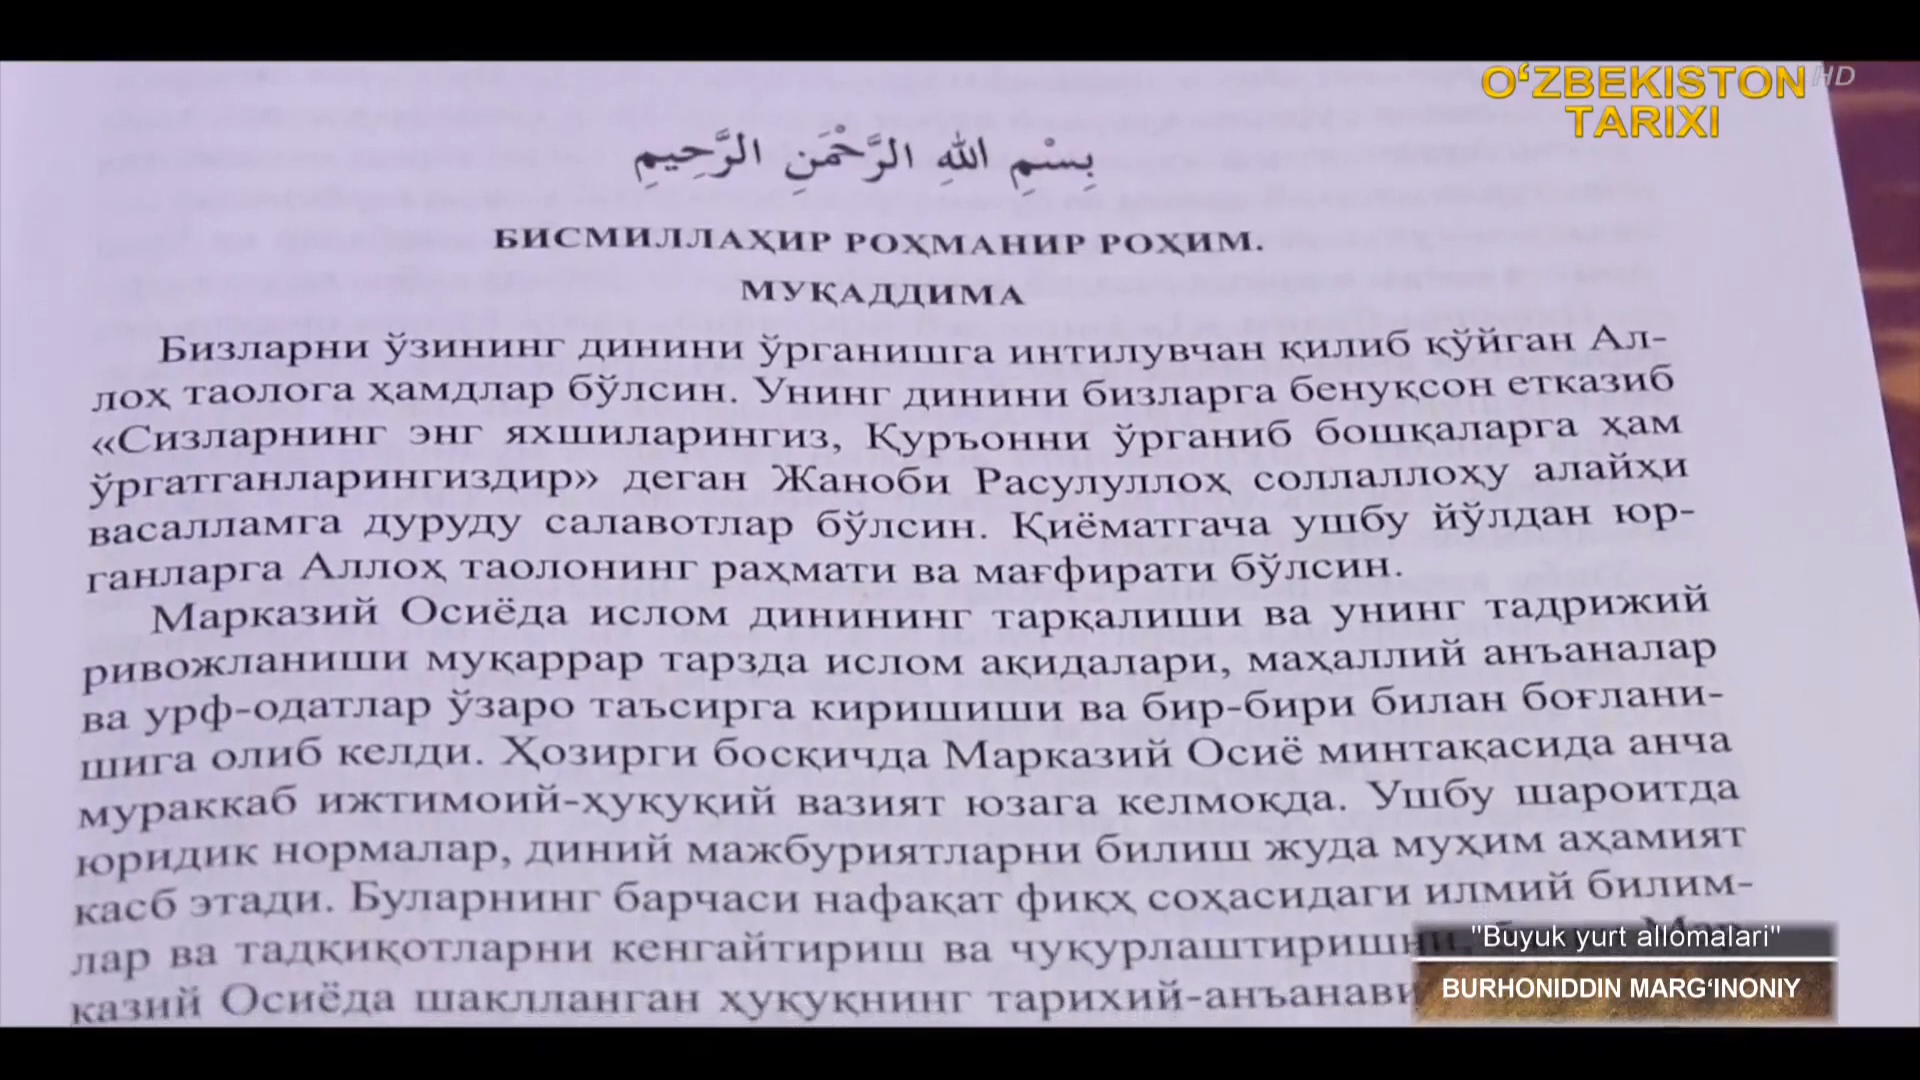 O‘ZBEKISTON HD
TARIXI
بِسْمِ اللهِ الرَّحْمَنِ الرَّحِيمِ
БИСМИЛЛАҲИР РОҲМАНИР РОҲИМ.
МУҚАДДИМА
Бизларни ўзининг динини ўрганишга интилувчан қилиб қўйган Ал-
лоҳ таолога ҳамдлар бўлсин. Унинг динини бизларга бенуқсон етказиб
«Сизларнинг энг яхшиларингиз, Қуръонни ўрганиб бошқаларга ҳам
ўргатганларингиздир» деган Жаноби Расулуллоҳ соллаллоҳу алайҳи
васалламга дуруду салавотлар бўлсин. Қиёматгача ушбу йўлдан юр-
ганларга Аллоҳ таолонинг раҳмати ва мағфирати бўлсин.
Марказий Осиёда ислом динининг тарқалиши ва унинг тадрижий
ривожланиши муқаррар тарзда ислом ақидалари, маҳаллий анъаналар
ва урф-одатлар ўзаро таъсирга киришиши ва бир-бири билан боғлани-
шига олиб келди. Ҳозирги босқичда Марказий Осиё минтақасида анча
мураккаб ижтимоий-ҳуқуқий вазият юзага келмоқда. Ушбу шароитда
юридик нормалар, диний мажбуриятларни билиш жуда муҳим аҳамият
касб этади. Буларнинг барчаси нафақат фиқҳ соҳасидаги илмий билим-
лар ва тадқиқотларни кенгайтириш ва чуқурлаштиришни,
казий Осиёда шаклланган ҳуқуқнинг тарихий-анъанави
"Buyuk yurt allomalari"
BURHONIDDIN MARG‘INONIY